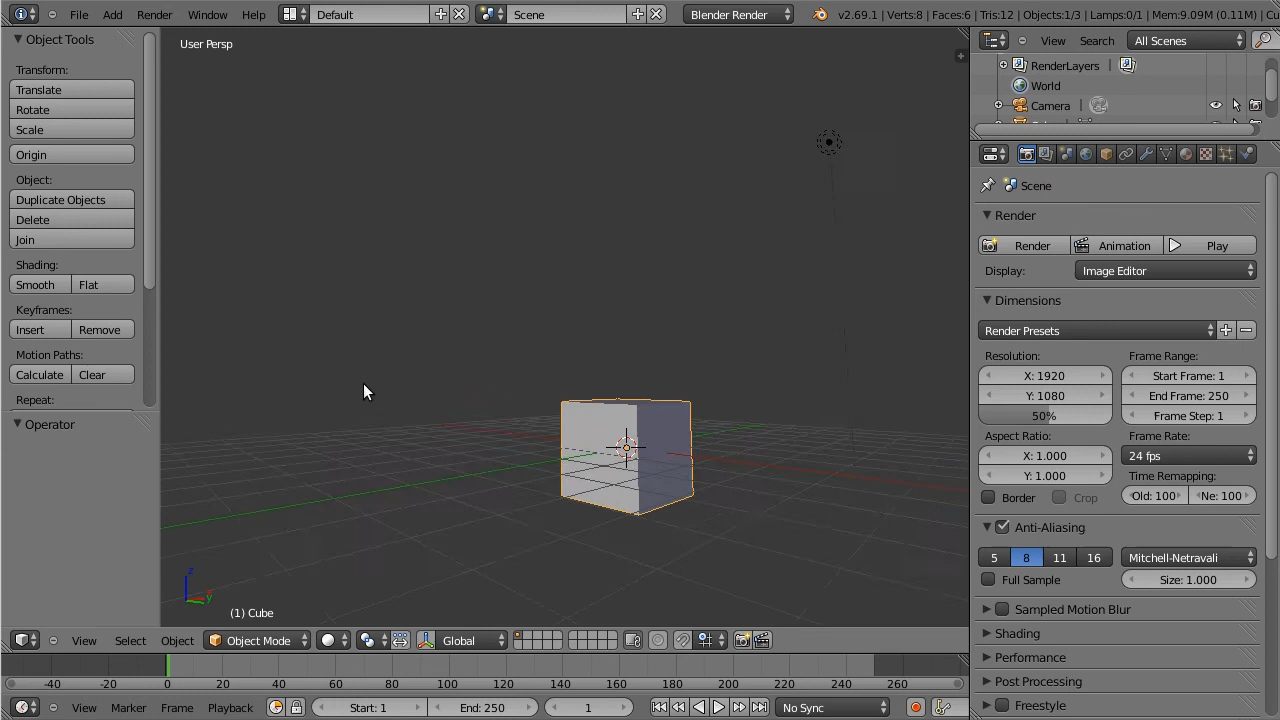 File Add Render Window Help Default Scene Blender Render v2.69.1 | Verts:8 | Faces:6 | Tris:12 | Objects:1/3 | Lamps:0/1 | Mem:9.09M (0.11M) | Cu
Object Tools
Transform:
Translate
Rotate
Scale
Origin
Object:
Duplicate Objects
Delete
Join
Shading:
Smooth Flat
Keyframes:
Insert Remove
Motion Paths:
Calculate Clear
Repeat:
Operator
User Persp
z
y
(1) Cube
View Search All Scenes
RenderLayers
World
Camera
Scene
Render
Render Animation Play
Display: Image Editor
Dimensions
Render Presets
Resolution: Frame Range:
X: 1920 Start Frame: 1
Y: 1080 End Frame: 250
50% Frame Step: 1
Aspect Ratio: Frame Rate:
X: 1.000 24 fps
Y: 1.000 Time Remapping:
Border Crop Old: 100 Ne: 100
Anti-Aliasing
5 8 11 16 Mitchell-Netravali
Full Sample Size: 1.000
Sampled Motion Blur
Shading
Performance
Post Processing
Freestyle
View Select Object Object Mode Global
-40 -20 0 20 40 60 80 100 120 140 160 180 200 220 240 260
View Marker Frame Playback Start: 1 End: 250 1 No Sync